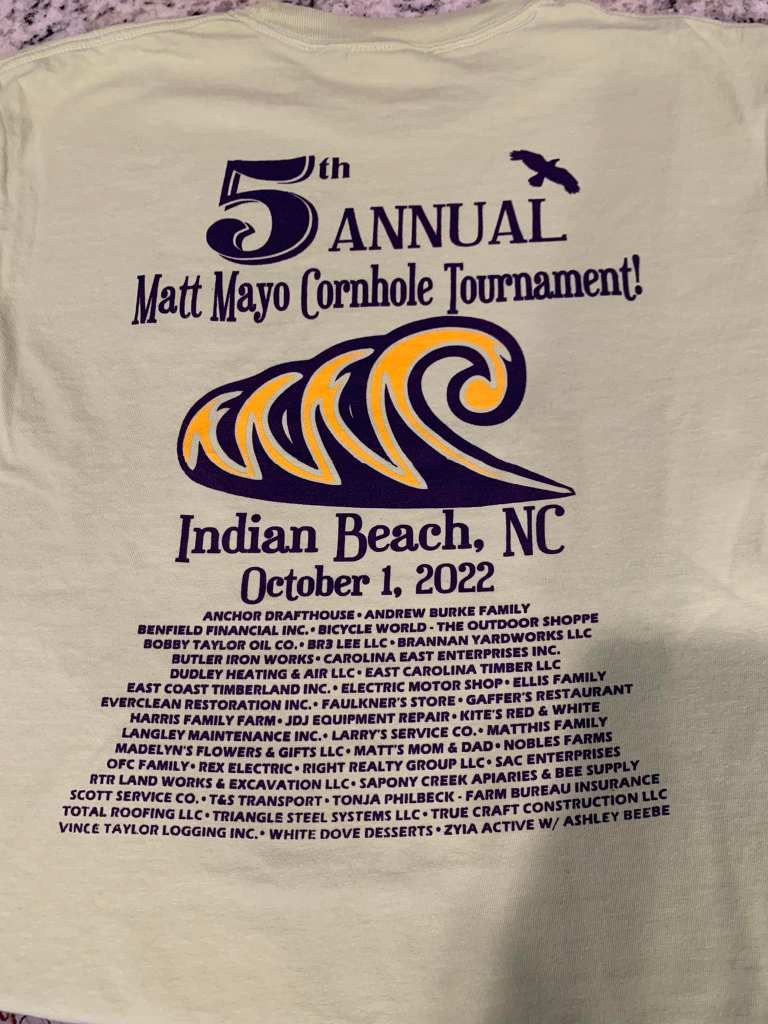 5th ANNUAL
Matt Mayo Cornhole Tournament!
Indian Beach, NC
October 1, 2022
ANCHOR DRAFTHOUSE • ANDREW BURKE FAMILY
BENFIELD FINANCIAL INC. • BICYCLE WORLD - THE OUTDOOR SHOPPE
BOBBY TAYLOR OIL CO. • BR3 LEE LLC • BRANNAN YARDWORKS LLC
BUTLER IRON WORKS • CAROLINA EAST ENTERPRISES INC.
DUDLEY HEATING & AIR LLC • EAST CAROLINA TIMBER LLC
EAST COAST TIMBERLAND INC. • ELECTRIC MOTOR SHOP • ELLIS FAMILY
EVERCLEAN RESTORATION INC. • FAULKNER'S STORE • GAFFER'S RESTAURANT
HARRIS FAMILY FARM • JDJ EQUIPMENT REPAIR • KITE'S RED & WHITE
LANGLEY MAINTENANCE INC. • LARRY'S SERVICE CO. • MATTHIS FAMILY
MADELYN'S FLOWERS & GIFTS LLC • MATT'S MOM & DAD • NOBLES FARMS
OFC FAMILY • REX ELECTRIC • RIGHT REALTY GROUP LLC • SAC ENTERPRISES
RTR LAND WORKS & EXCAVATION LLC • SAPONY CREEK APIARIES & BEE SUPPLY
SCOTT SERVICE CO. • T&S TRANSPORT • TONJA PHILBECK - FARM BUREAU INSURANCE
TOTAL ROOFING LLC • TRIANGLE STEEL SYSTEMS LLC • TRUE CRAFT CONSTRUCTION LLC
VINCE TAYLOR LOGGING INC. • WHITE DOVE DESSERTS • ZYIA ACTIVE W/ ASHLEY BEEBE